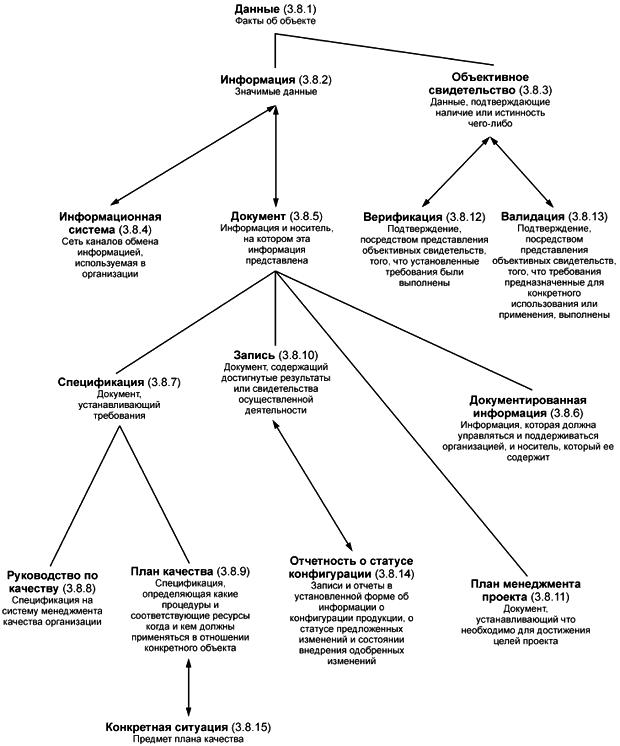 Данные (3.8.1)
Факты об объекте
Информация (3.8.2)
Значимые данные
Объективное
свидетельство (3.8.3)
Данные, подтверждающие
наличие или истинность
чего-либо
Информационная
система (3.8.4)
Сеть каналов обмена
информацией,
используемая в
организации
Документ (3.8.5)
Информация и носитель,
на котором эта
информация
представлена
Верификация (3.8.12)
Подтверждение,
посредством представления
объективных свидетельств,
того, что установленные
требования были
выполнены
Валидация (3.8.13)
Подтверждение,
посредством
представления
объективных свидетельств,
того, что требования
предназначенные для
конкретного
использования или
применения, выполнены
Спецификация (3.8.7)
Документ,
устанавливающий
требования
Запись (3.8.10)
Документ, содержащий
достигнутые результаты
или свидетельства
осуществленной
деятельности
Документированная
информация (3.8.6)
Информация, которая должна
управляться и поддерживаться
организацией, и носитель, который ее
содержит
Руководство по
качеству (3.8.8)
Спецификация на
систему менеджмента
качества организации
План качества (3.8.9)
Спецификация,
определяющая какие
процедуры и
соответствующие ресурсы
когда и кем должны
применяться в отношении
конкретного объекта
Отчетность о статусе
конфигурации (3.8.14)
Записи и отчеты в
установленной форме об
информации о
конфигурации продукции, о
статусе предложенных
изменений и состоянии
внедрения одобренных
изменений
План менеджмента
проекта (3.8.11)
Документ,
устанавливающий что
необходимо для достижения
целей проекта
Конкретная ситуация (3.8.15)
Предмет плана качества